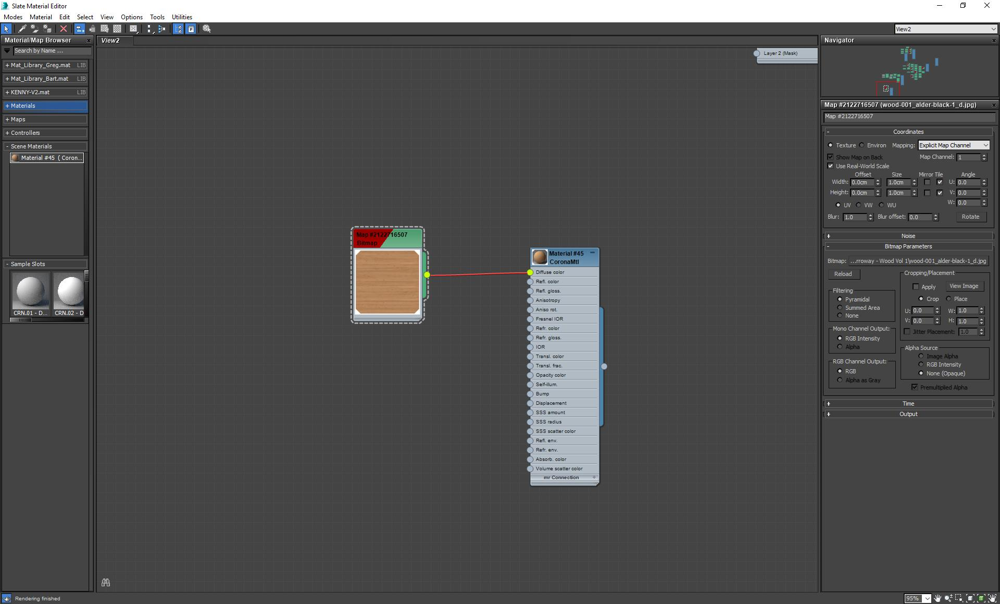 Slate Material Editor
Modes Material Edit Select View Options Tools Utilities
View2
Material/Map Browser
Search by Name ...
+ Mat_Library_Greg.mat LIB
+ Mat_Library_Bart.mat LIB
+ KENNY-V2.mat LIB
+ Materials
+ Maps
+ Controllers
- Scene Materials
Material #45 ( Coron...
- Sample Slots
CRN.01 - D... CRN.02 - D
View2
Layer 2 (Mask)
Map #2122716507
Bitmap
Material #45
CoronaMtl
Diffuse color
Refl. color
Refl. gloss.
Anisotropy
Aniso rot.
Fresnel IOR
Refr. color
Refr. gloss.
IOR
Transl. color
Transl. frac.
Opacity color
Self-illum.
Bump
Displacement
SSS amount
SSS radius
SSS scatter color
Refl. env.
Refr. env.
Absorb. color
Volume scatter color
mr Connection +
Navigator
Map #2122716507 (wood-001_alder-black-1_d.jpg)
Map #2122716507
- Coordinates
Texture Environ Mapping: Explicit Map Channel
Show Map on Back Map Channel: 1
Use Real-World Scale
Offset Size Mirror Tile Angle
Width: 0.0cm 1.0cm U: 0.0
Height: 0.0cm 1.0cm V: 0.0
W: 0.0
UV VW WU
Blur: 1.0 Blur offset: 0.0 Rotate
+ Noise
- Bitmap Parameters
Bitmap: ...rroway - Wood Vol 1\wood-001_alder-black-1_d.jpg
Reload
Cropping/Placement
Apply View Image
Crop Place
U: 0.0 W: 1.0
V: 0.0 H: 1.0
Jitter Placement: 1.0
Filtering
Pyramidal
Summed Area
None
Mono Channel Output:
RGB Intensity
Alpha
RGB Channel Output:
RGB
Alpha as Gray
Alpha Source
Image Alpha
RGB Intensity
None (Opaque)
Premultiplied Alpha
+ Time
+ Output
Rendering finished
95%